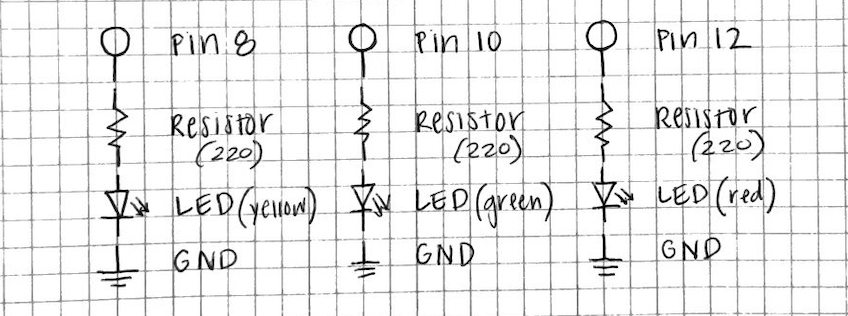 Pin 8
Resistor
(220)
LED (yellow)
GND
Pin 10
Resistor
(220)
LED (green)
GND
Pin 12
Resistor
(220)
LED (red)
GND